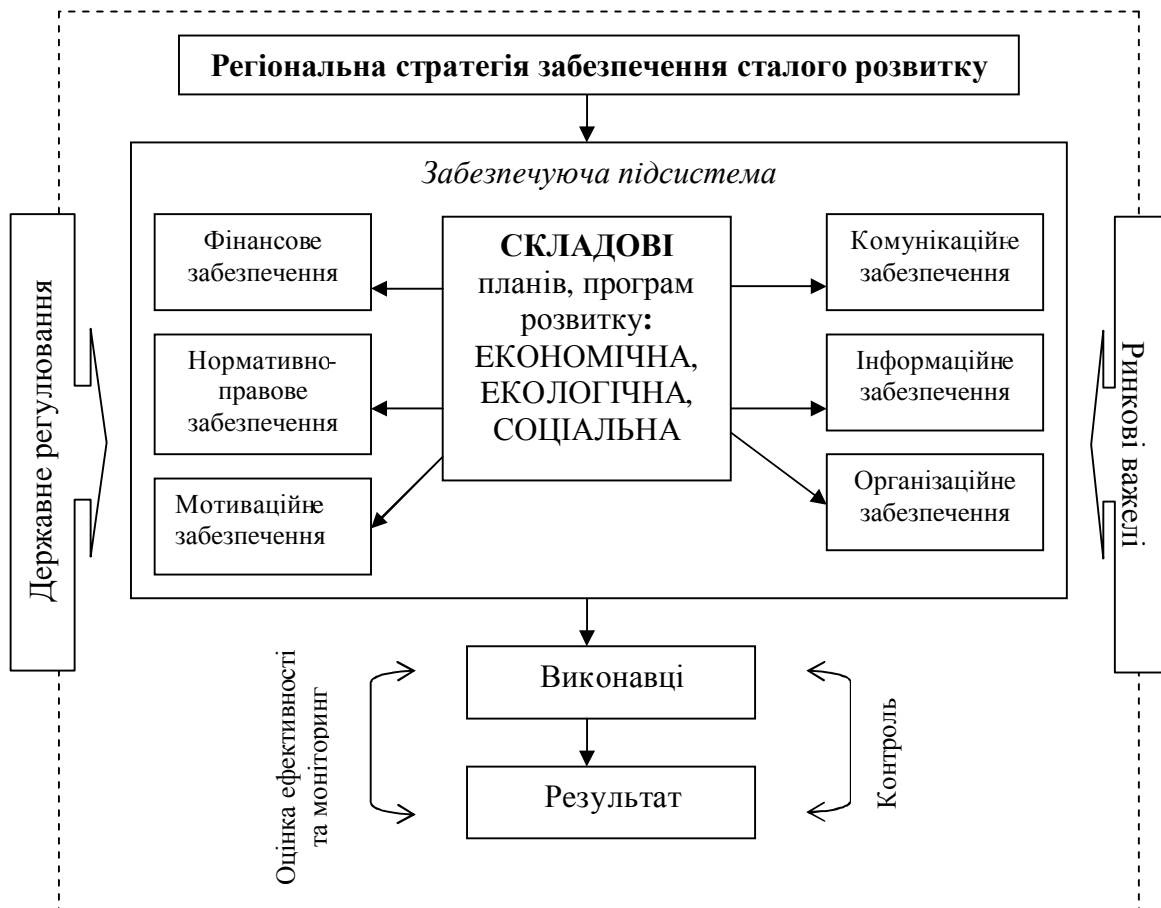 Регіональна стратегія забезпечення сталого розвитку
Забезпечуюча підсистема
Державне регулювання
Фінансове
забезпечення
Нормативно-
правове
забезпечення
Мотиваційне
забезпечення
СКЛАДОВІ
планів, програм
розвитку:
ЕКОНОМІЧНА,
ЕКОЛОГІЧНА,
СОЦІАЛЬНА
Комунікаційне
забезпечення
Інформаційне
забезпечення
Організаційне
забезпечення
Ринкові важелі
Оцінка ефективності
та моніторинг
Виконавці
Результат
Контроль